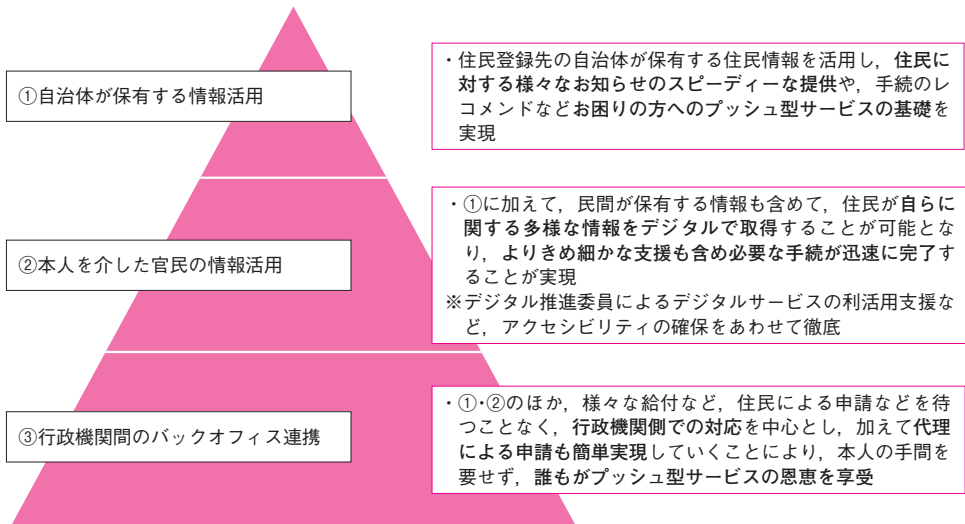 ①自治体が保有する情報活用
・住民登録先の自治体が保有する住民情報を活用し，住民に
対する様々なお知らせのスピーディーな提供や，手続のレ
コメンドなどお困りの方へのプッシュ型サービスの基礎を
実現
②本人を介した官民の情報活用
・①に加えて，民間が保有する情報も含めて，住民が自らに
関する多様な情報をデジタルで取得することが可能とな
り，よりきめ細かな支援も含め必要な手続が迅速に完了す
ることが実現
※デジタル推進委員によるデジタルサービスの利活用支援な
ど，アクセシビリティの確保をあわせて徹底
③行政機関間のバックオフィス連携
・①･②のほか，様々な給付など，住民による申請などを待
つことなく，行政機関側での対応を中心とし，加えて代理
による申請も簡単実現していくことにより，本人の手間を
要せず，誰もがプッシュ型サービスの恩恵を享受